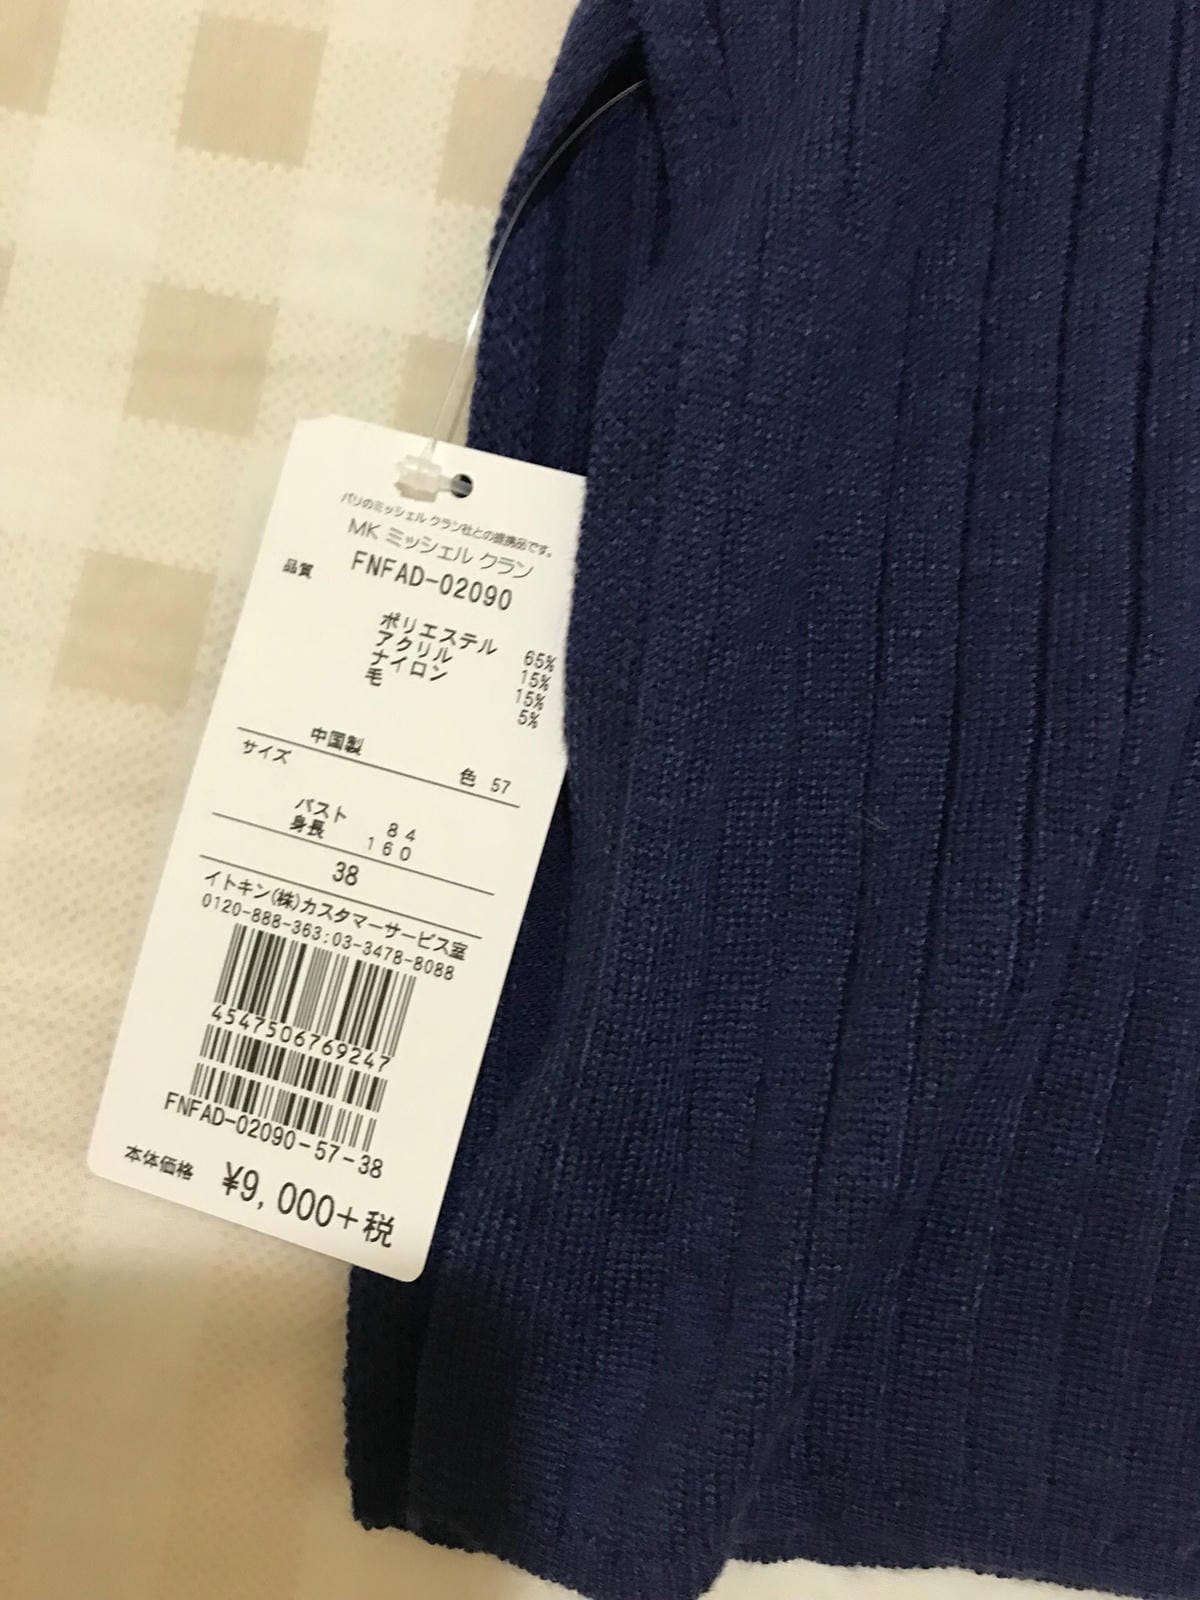 パリのミッシェル クラン社との提携品です。
MK ミッシェル クラン
FNFAD-02090
品質
ポリエステル 65%
アクリル 15%
ナイロン 15%
毛 5%
中国製 色 57
サイズ
バスト 84
身長 160
38
イトキン(株)カスタマーサービス室
0120-888-363:03-3478-8088
4547506769247
FNFAD-02090-57-38
本体価格 ¥9,000+税